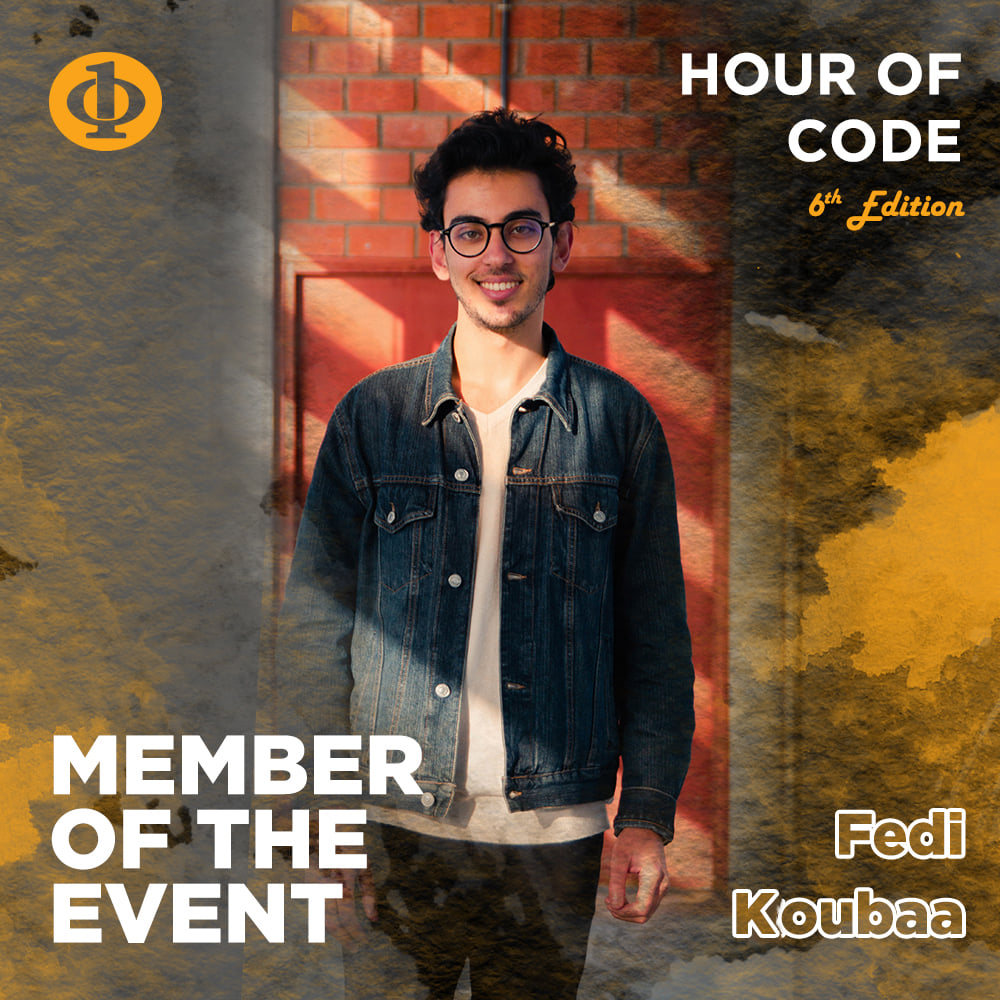 HOUR OF
CODE
6th Edition
MEMBER
OF THE
EVENT
Fedi
Koubaa